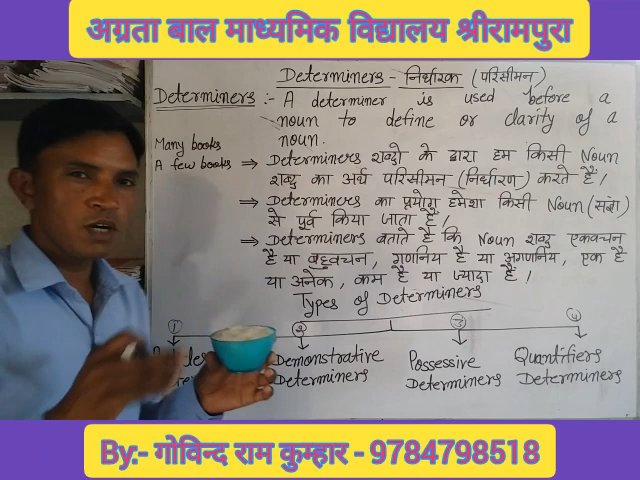 अग्रता बाल माध्यमिक विद्यालय श्रीरामपुरा
Determiners - निर्धारक (परिसीमन)
Determiners :- A determiner is used before a
noun to define or clarity of a
noun.
Many books
A few books
⇒ Determiners शब्दो के द्वारा हम किसी Noun
शब्द का अर्थ परिसीमन (निर्धारण) करते हैं।
⇒ Determiners का प्रयोग हमेशा किसी Noun (संज्ञा)
से पूर्व किया जाता है।
⇒ Determiners बताते है कि Noun शब्द एकवचन
है या बहुवचन, गणनिय है या अगणनिय, एक है
या अनेक, कम है या ज्यादा है।
Types of Determiners
① ② ③ ④
Demonstrative Possessive Quantifiers
Determiners Determiners Determiners
By:- गोविन्द राम कुम्हार - 9784798518